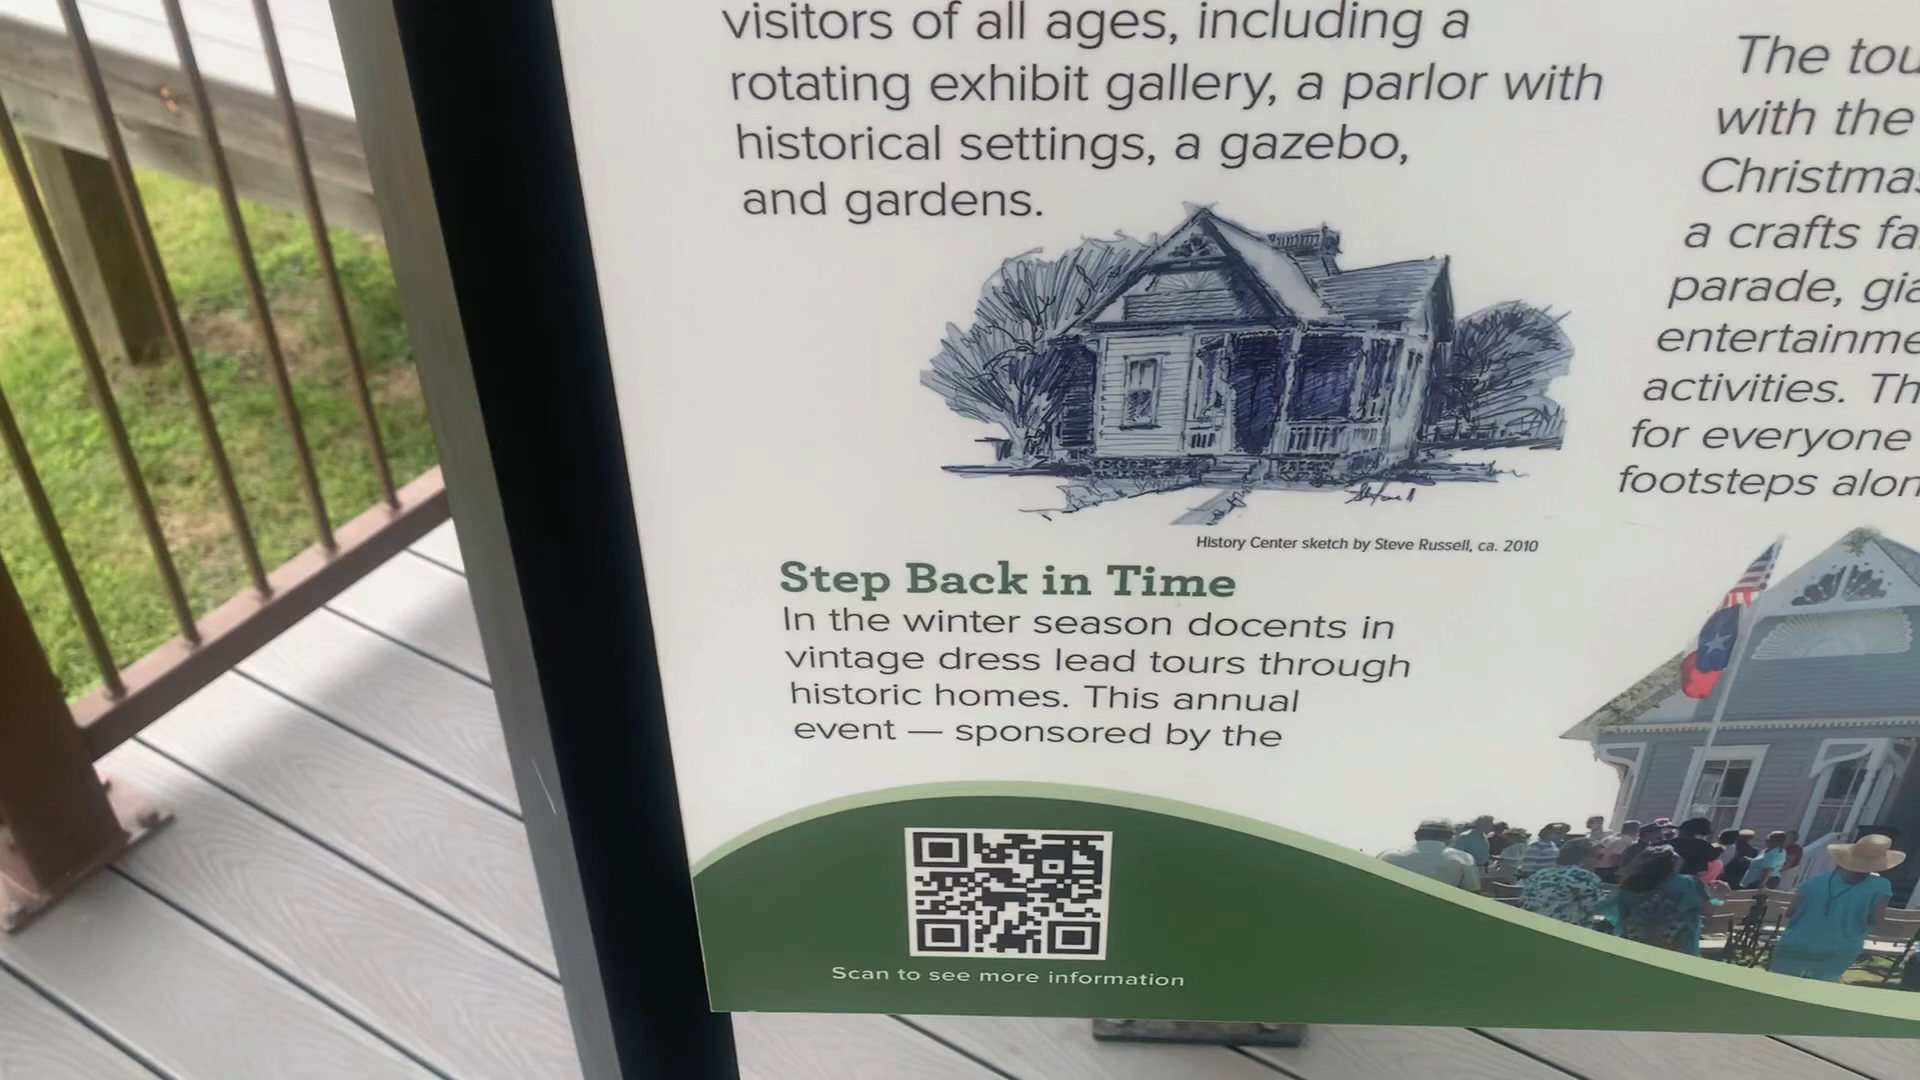 visitors of all ages, including a
rotating exhibit gallery, a parlor with
historical settings, a gazebo,
and gardens.
History Center sketch by Steve Russell, ca. 2010
Step Back in Time
In the winter season docents in
vintage dress lead tours through
historic homes. This annual
event — sponsored by the
Scan to see more information
The
with the
a crafts
parade,
activities.
for everyone
footsteps